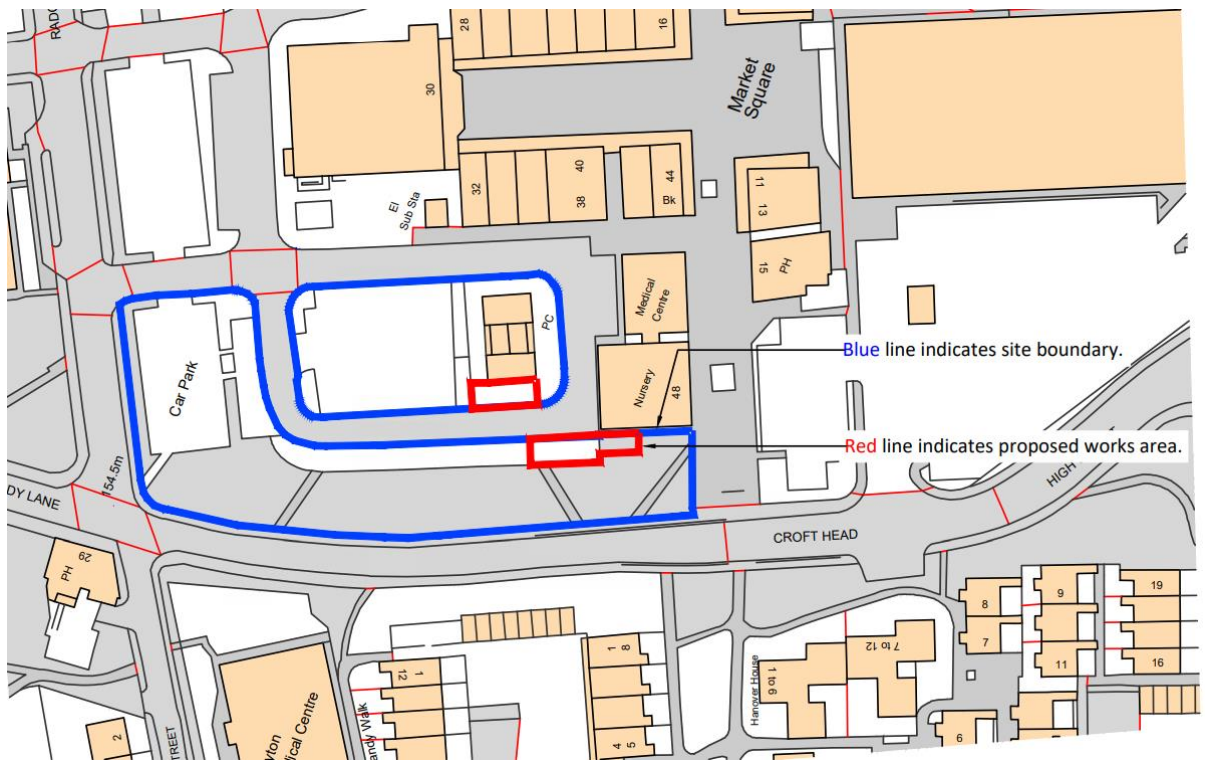 RADC
28
16
30
Market
Square
El
Sub Sta
32
40
38
44
Bk
11
13
15
PH
Medical
Centre
PC
Blue line indicates site boundary.
Car Park
Nursery
48
Red line indicates proposed works area.
154.5m
DY LANE
HIGH
CROFT HEAD
29
PH
8
9
19
7
7 to 12
1
8
Hanover House
1 to 6
11
16
1
12
andy Walk
yton
dical Centre
2
TREET
4
5
6